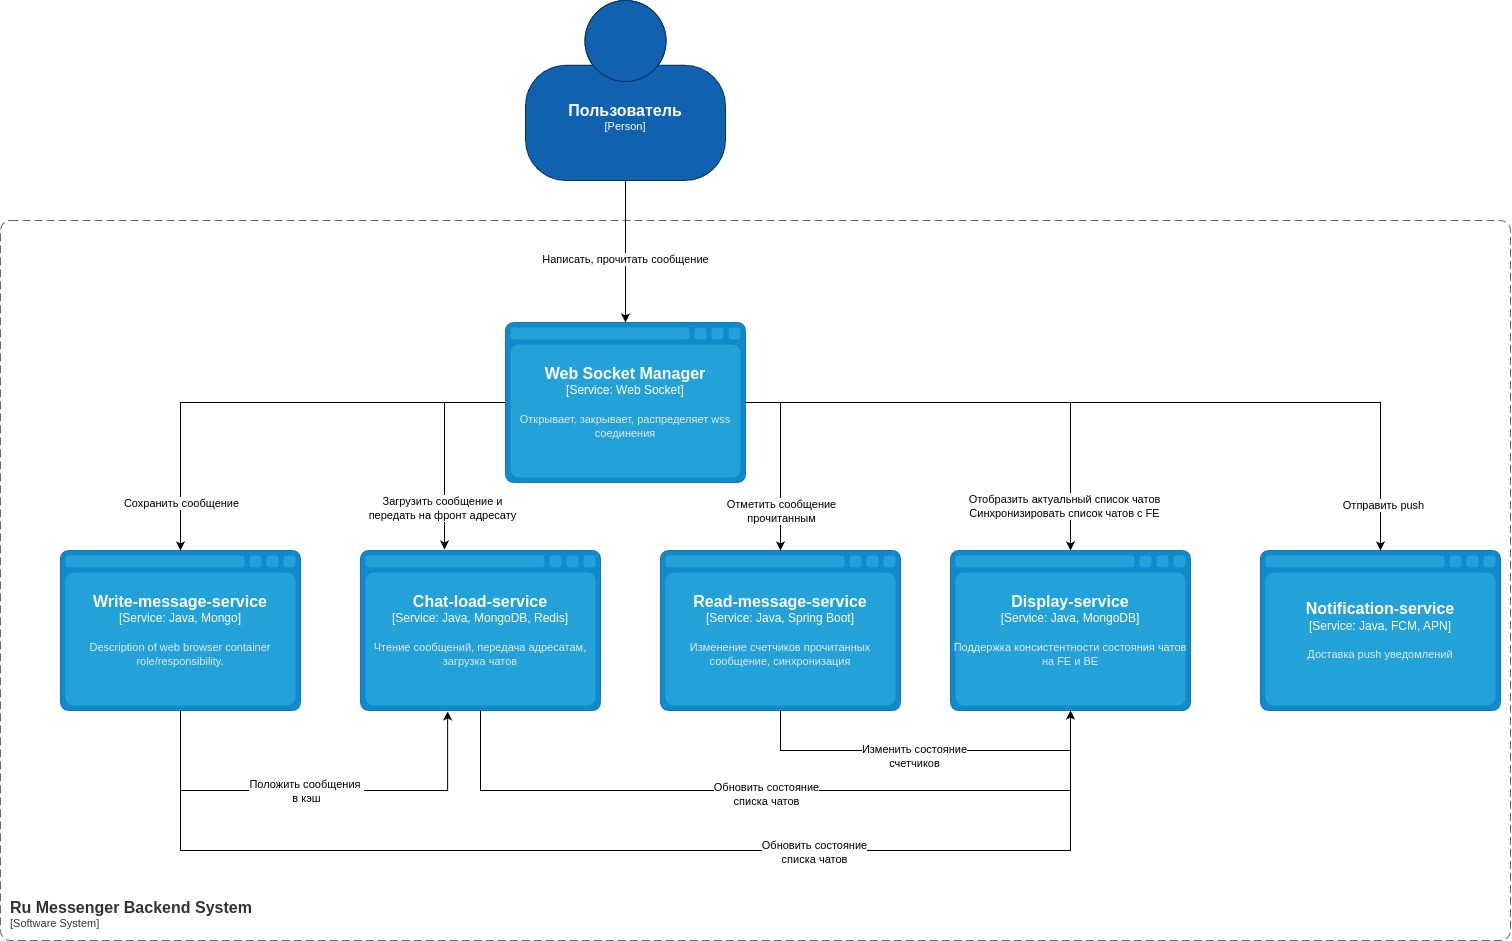 Пользователь
[Person]
Написать, прочитать сообщение
Web Socket Manager
[Service: Web Socket]
Открывает, закрывает, распределяет wss
соединения
Сохранить сообщение
Загрузить сообщение и
передать на фронт адресату
Отметить сообщение
прочитанным
Отобразить актуальный список чатов
Синхронизировать список чатов с FE
Отправить push
Write-message-service
[Service: Java, Mongo]
Description of web browser container
role/responsibility.
Chat-load-service
[Service: Java, MongoDB, Redis]
Чтение сообщений, передача адресатам,
загрузка чатов
Read-message-service
[Service: Java, Spring Boot]
Изменение счетчиков прочитанных
сообщение, синхронизация
Display-service
[Service: Java, MongoDB]
Поддержка консистентности состояния чатов
на FE и BE
Notification-service
[Service: Java, FCM, APN]
Доставка push уведомлений
Изменить состояние
счетчиков
Положить сообщения
в кэш
Обновить состояние
списка чатов
Обновить состояние
списка чатов
Ru Messenger Backend System
[Software System]